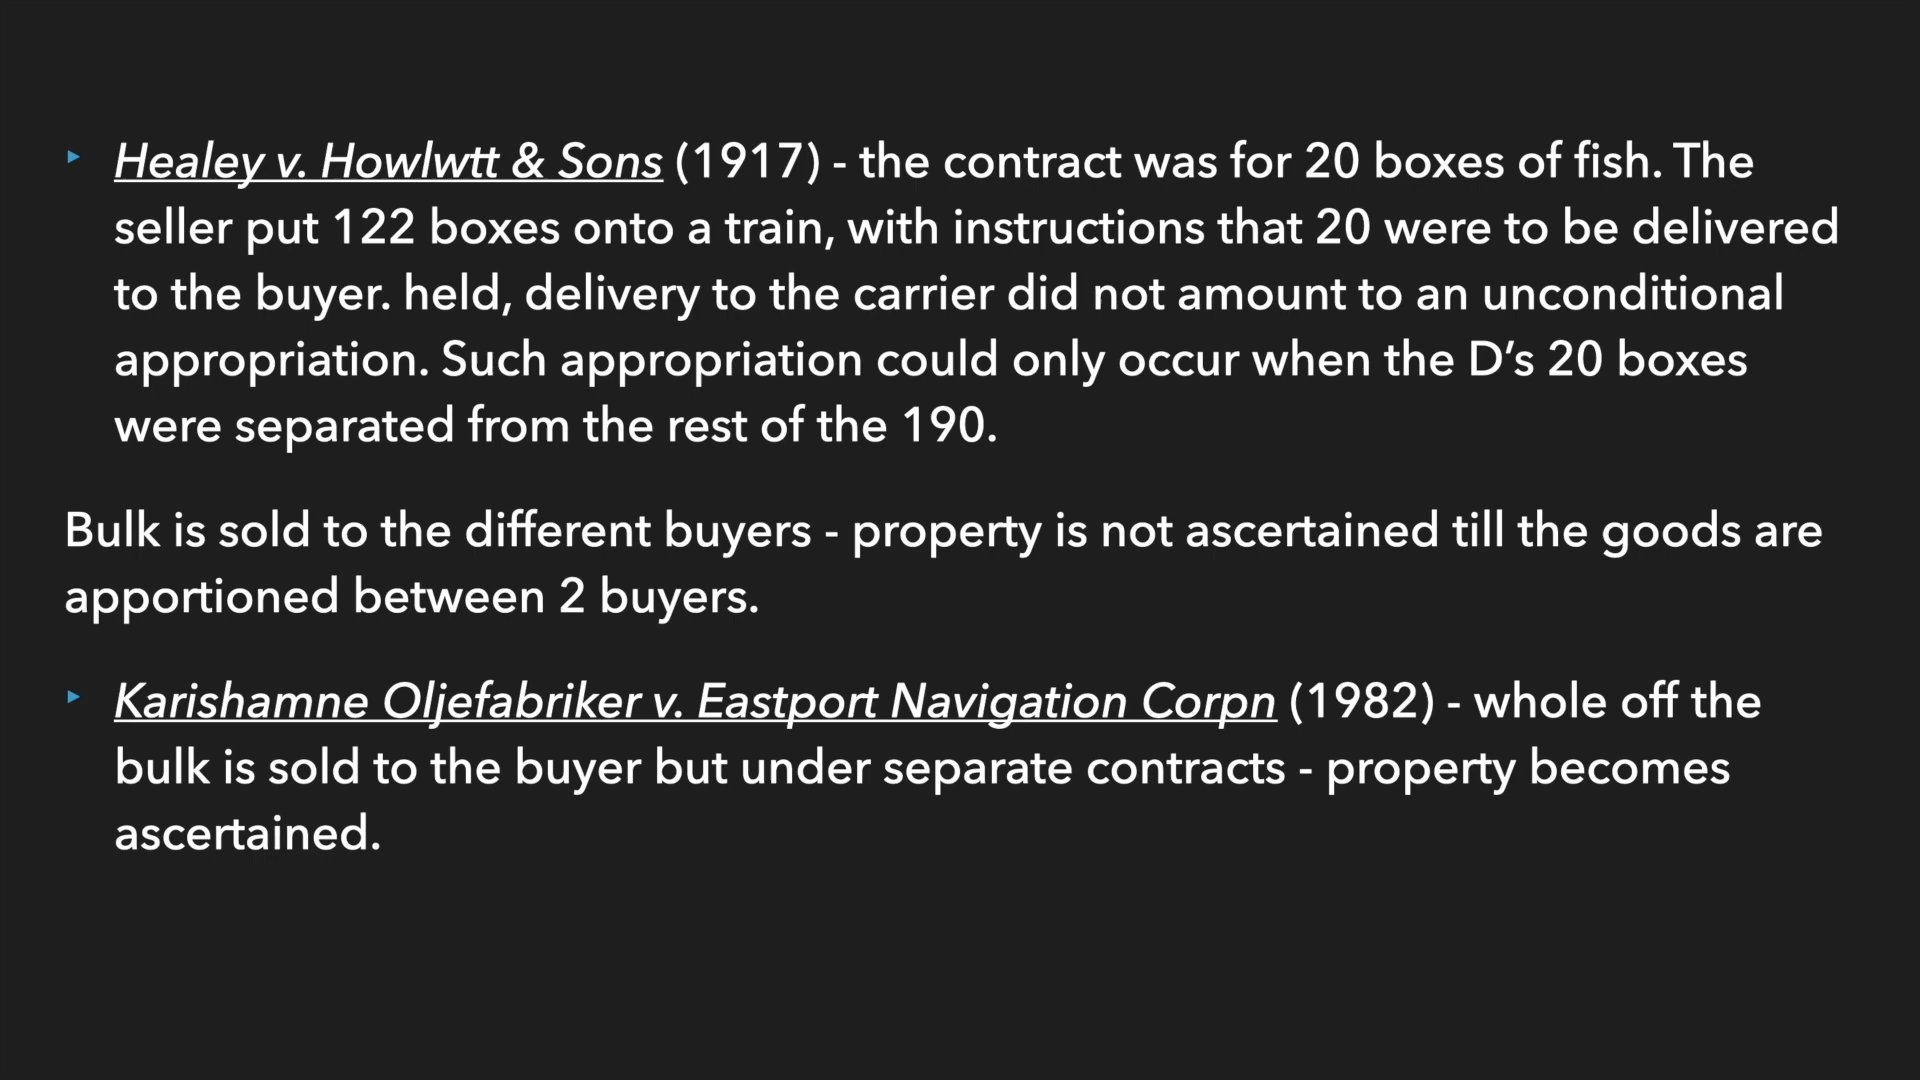 Healey v. Howlwtt & Sons (1917) - the contract was for 20 boxes of fish. The
seller put 122 boxes onto a train, with instructions that 20 were to be delivered
to the buyer. held, delivery to the carrier did not amount to an unconditional
appropriation. Such appropriation could only occur when the D’s 20 boxes
were separated from the rest of the 190.
Bulk is sold to the different buyers - property is not ascertained till the goods are
apportioned between 2 buyers.
Karishamne Oljefabriker v. Eastport Navigation Corpn (1982) - whole off the
bulk is sold to the buyer but under separate contracts - property becomes
ascertained.